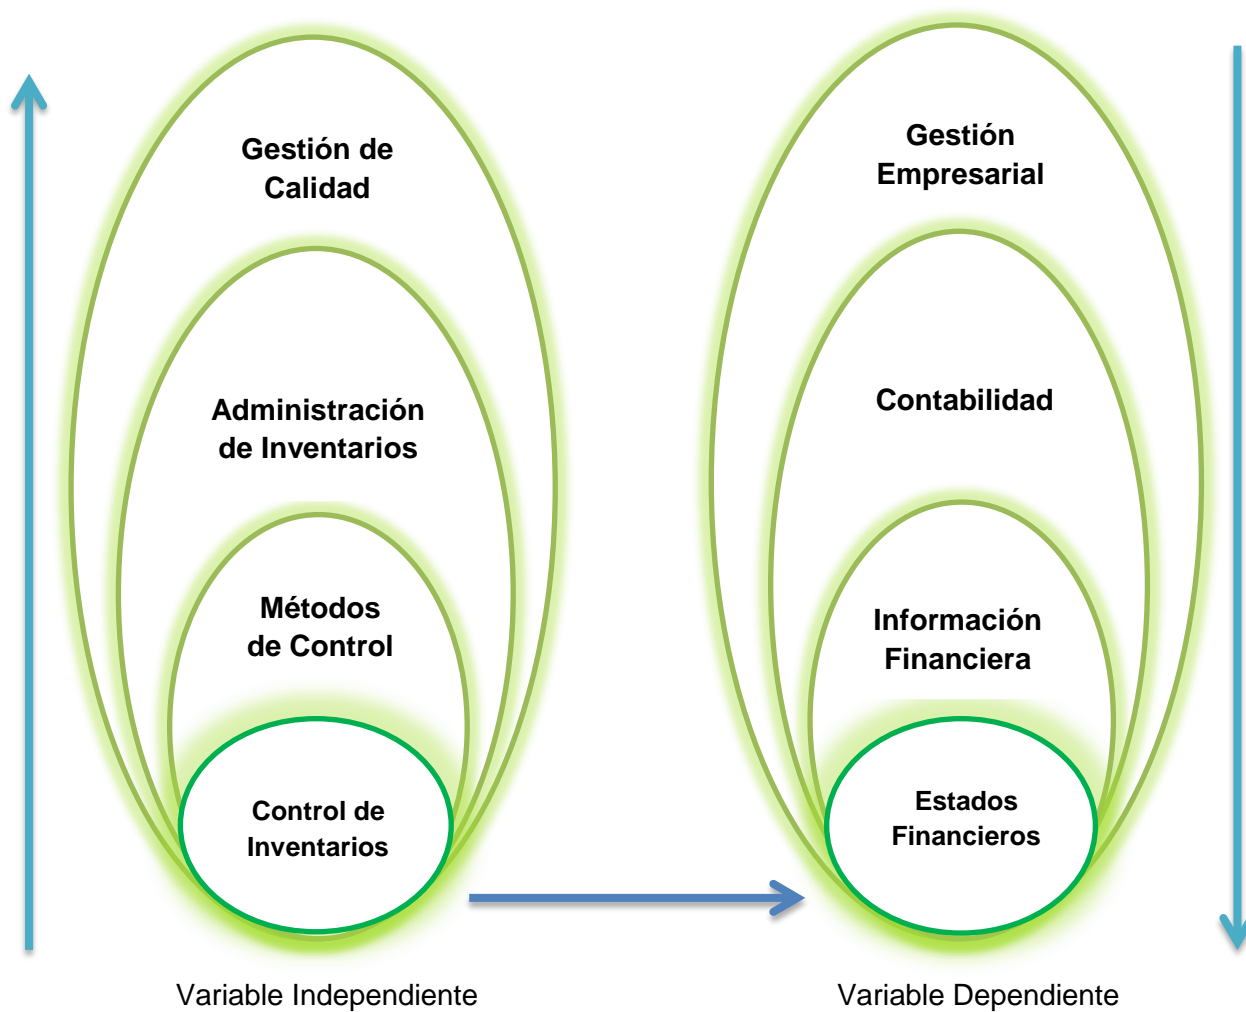 Gestión de
Calidad
Administración
de Inventarios
Métodos
de Control
Control de
Inventarios
Variable Independiente
Gestión
Empresarial
Contabilidad
Información
Financiera
Estados
Financieros
Variable Dependiente